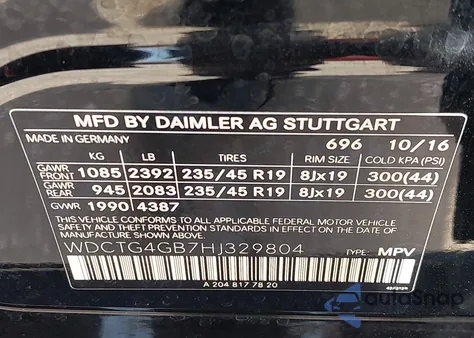 MFD BY DAIMLER AG STUTTGART
MADE IN GERMANY 696 10/16
KG LB TIRES RIM SIZE COLD KPA (PSI)
GAWR FRONT 1085 2392 235/45 R19 8Jx19 300(44)
GAWR REAR 945 2083 235/45 R19 8Jx19 300(44)
GVWR 1990 4387
THIS VEHICLE CONFORMS TO ALL APPLICABLE FEDERAL MOTOR VEHICLE
SAFETY STANDARDS AND THEFT PREVENTION STANDARDS
IN EFFECT ON THE DATE OF MANUFACTURE SHOWN ABOVE.
WDCTG4GB7HJ329804 TYPE: MPV
A 204 817 78 20
autoSnap